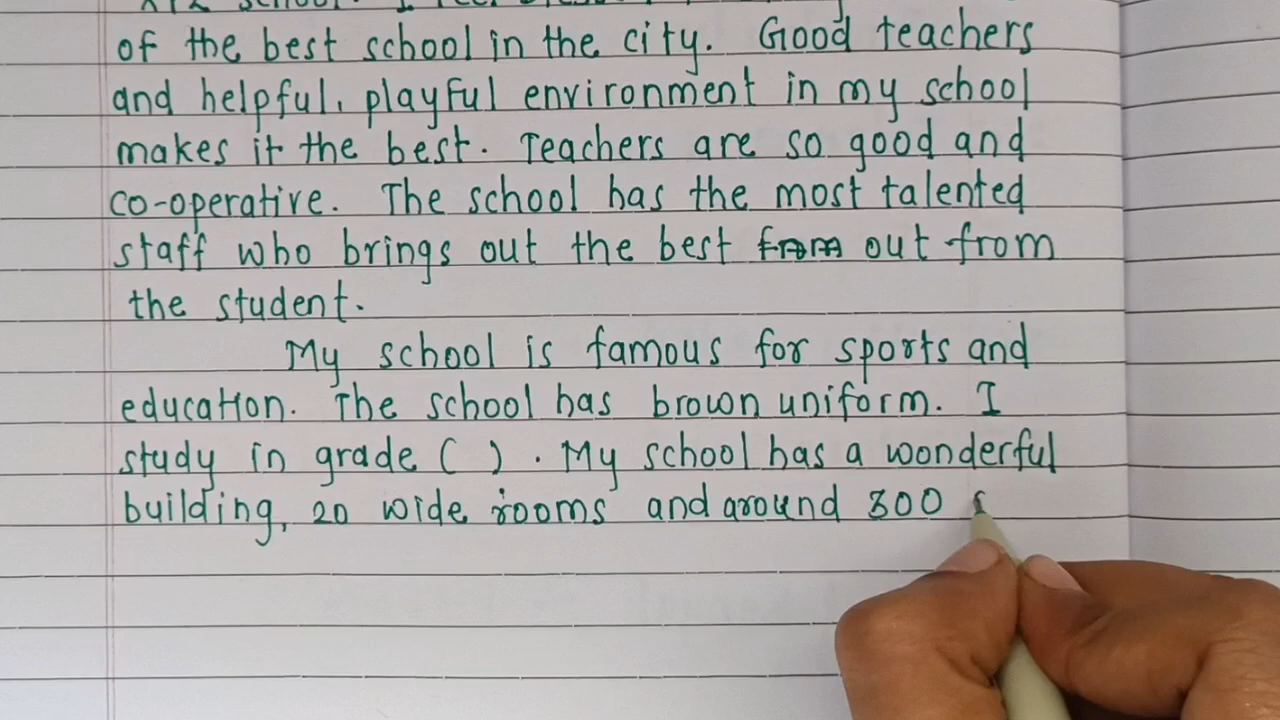 of the best school in the city. Good teachers
and helpful, playful environment in my school
makes it the best. Teachers are so good and
co-operative. The school has the most talented
staff who brings out the best from out from
the student.
My school is famous for sports and
education. The school has brown uniform. I
study in grade ( ). My school has a wonderful
building, 20 wide rooms and around 300 s